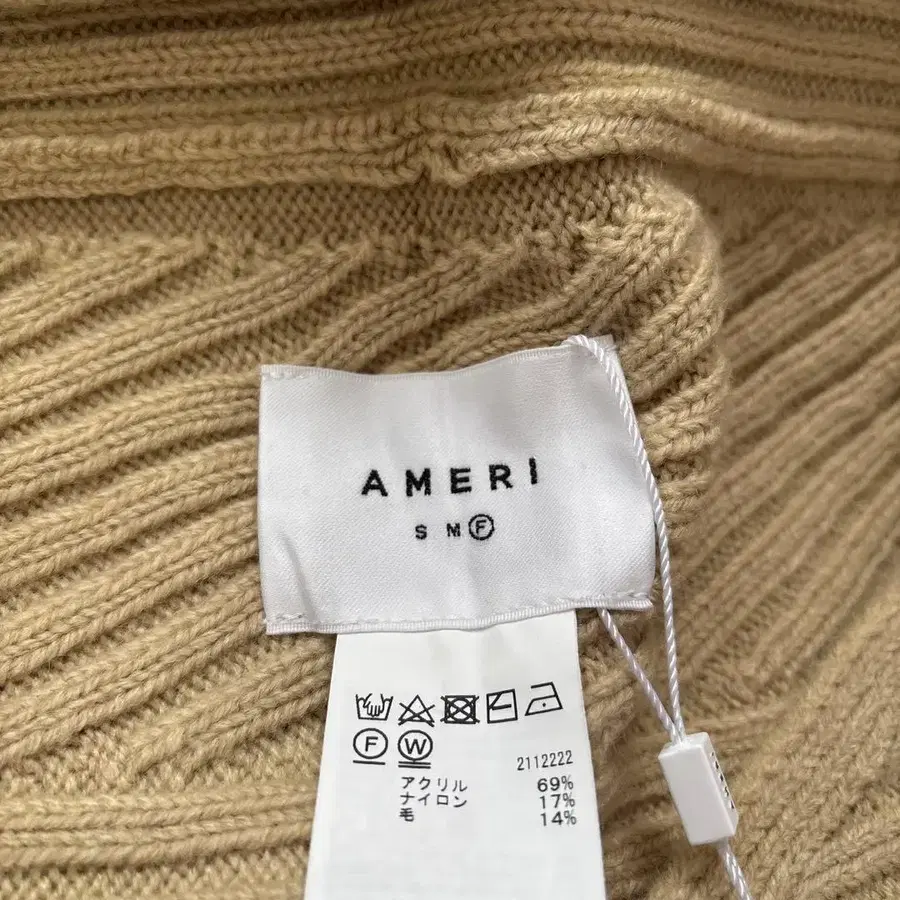 AMERI
S M Ⓕ
Ⓕ Ⓦ
2112222
アクリル 69%
ナイロン 17%
毛 14%